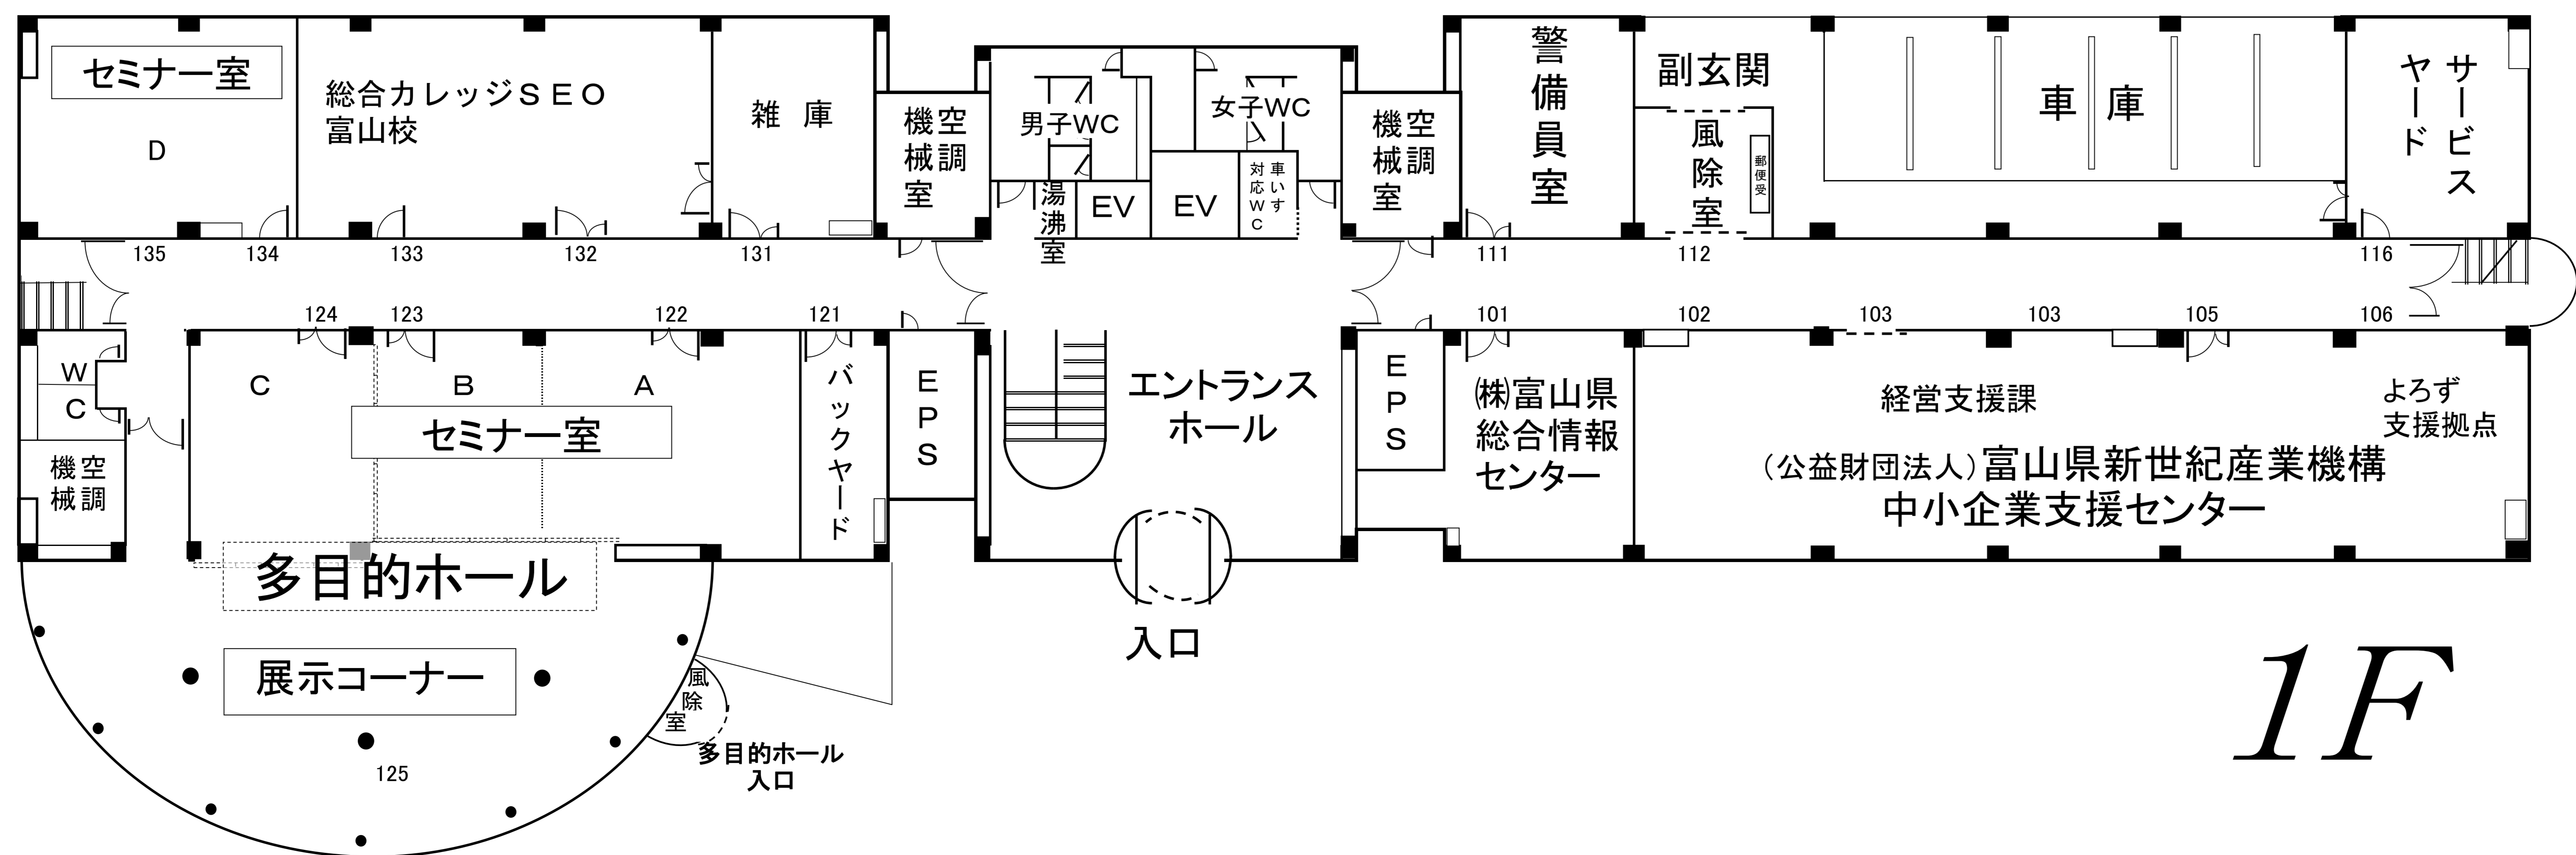 セミナー室
D
総合カレッジＳＥＯ
富山校
雑 庫
空調
機械室
男子WC
女子WC
湯沸室
EV
EV
車いす
対応WC
空調
機械室
警備員室
副玄関
風除室
郵便受
車 庫
サービス
ヤード
135
134
133
132
131
111
112
116
124
123
122
121
101
102
103
103
105
106
WC
空調
機械
C
B
A
セミナー室
バックヤード
EPS
エントランス
ホール
EPS
㈱富山県
総合情報
センター
経営支援課
よろず
支援拠点
（公益財団法人）富山県新世紀産業機構
中小企業支援センター
多目的ホール
展示コーナー
125
風除室
多目的ホール
入口
入口
1F